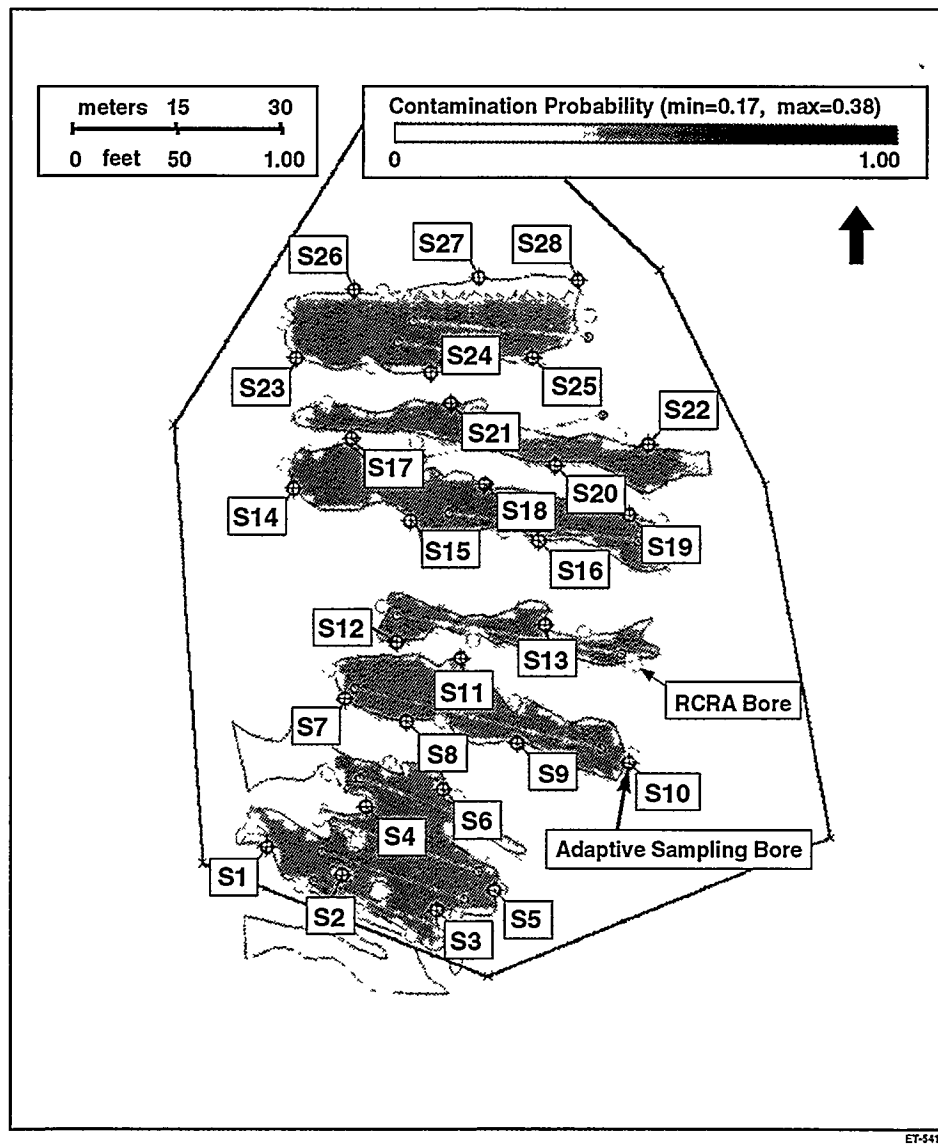 meters 15 30
0 feet 50 1.00
Contamination Probability (min=0.17, max=0.38)
0 1.00
S27
S28
S26
S24
S23
S25
S22
S21
S17
S20
S14
S18
S15
S19
S16
S12
S13
S11
RCRA Bore
S7
S8
S9
S10
S6
S4
Adaptive Sampling Bore
S1
S5
S2
S3